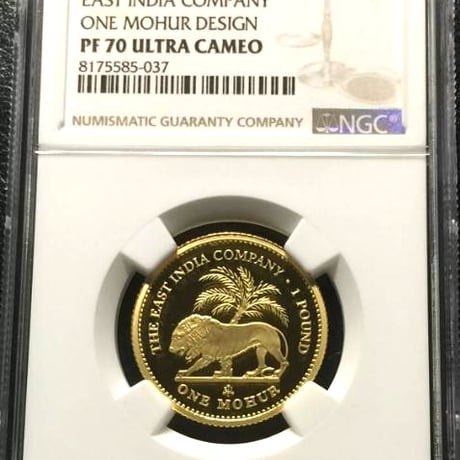 EAST INDIA COMPANY
ONE MOHUR DESIGN
PF 70 ULTRA CAMEO
8175585-037
NUMISMATIC GUARANTY COMPANY
NGC
THE EAST INDIA COMPANY · 1 POUND
ONE MOHUR